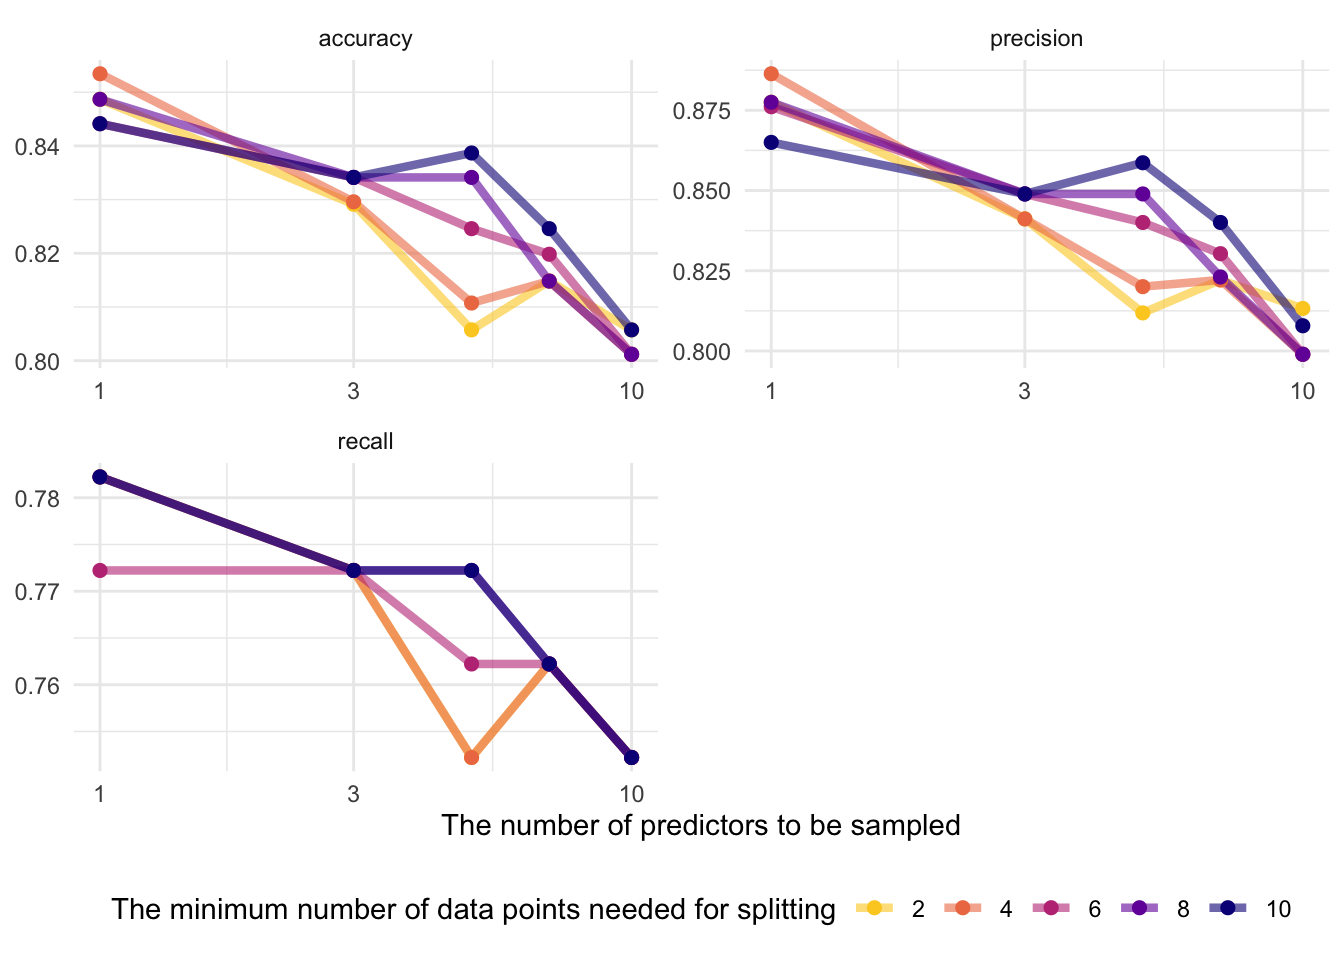 accuracy
precision
0.84
0.82
0.80
1 3 10
0.875
0.850
0.825
0.800
1 3 10
recall
0.78
0.77
0.76
1 3 10
The number of predictors to be sampled
The minimum number of data points needed for splitting 2 4 6 8 10